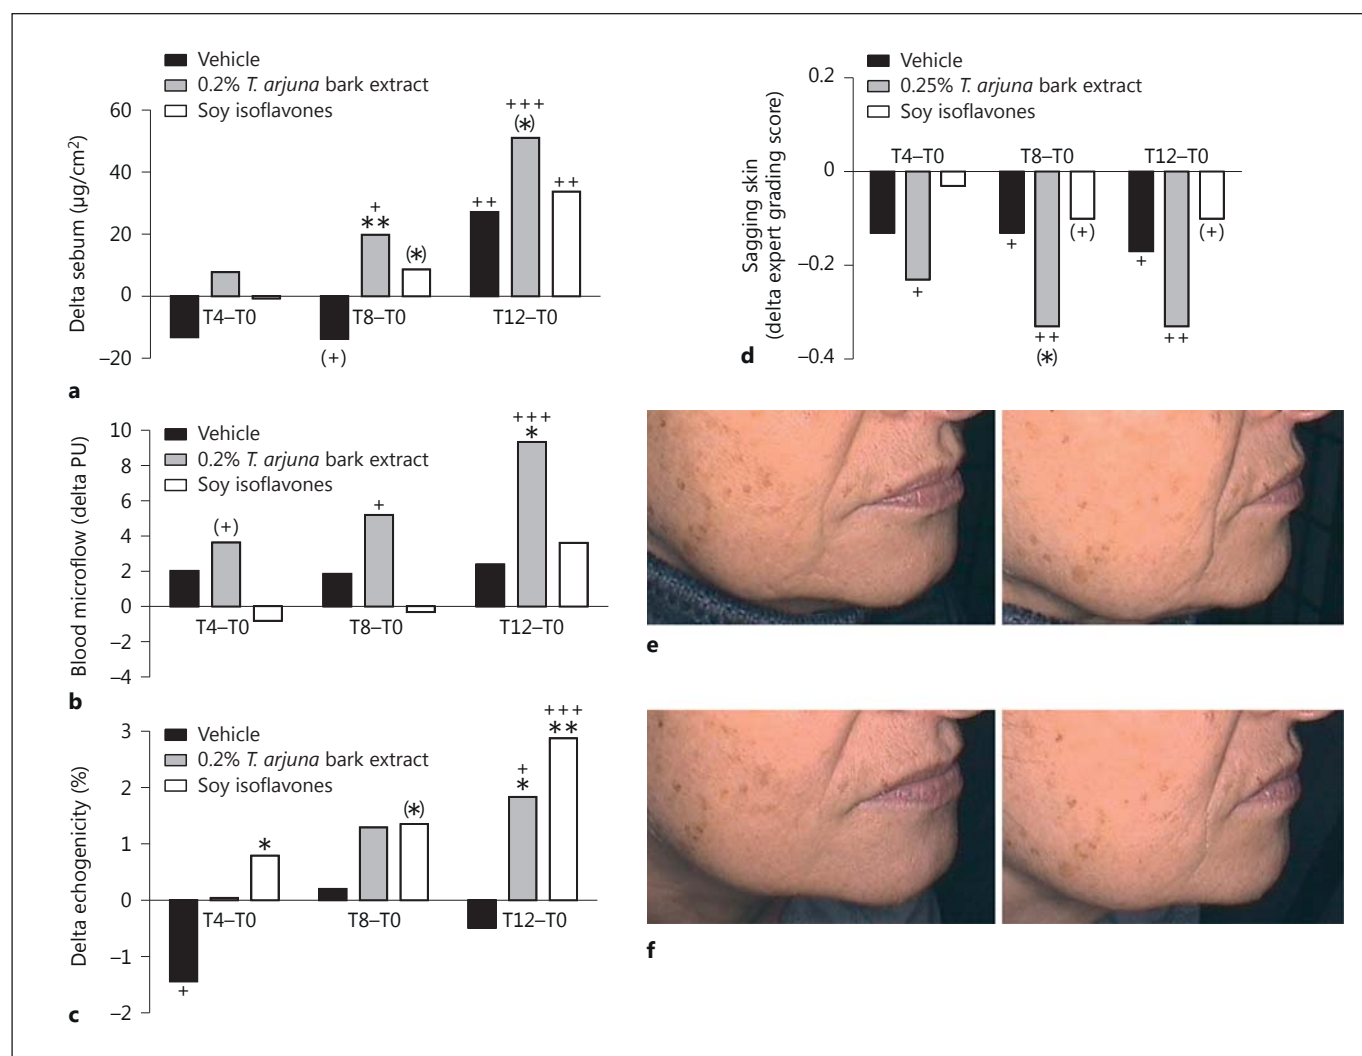 Vehicle
0.2% T. arjuna bark extract
Soy isoflavones
Delta sebum (µg/cm²)
60
40
20
0
–20
+++
(*)
++
++
+
**
(*)
(+)
T4–T0
T8–T0
T12–T0
a
Vehicle
0.25% T. arjuna bark extract
Soy isoflavones
Sagging skin
(delta expert grading score)
0.2
0
–0.2
–0.4
T4–T0
T8–T0
T12–T0
+
+
++
(*)
(+)
+
++
(+)
d
Vehicle
0.2% T. arjuna bark extract
Soy isoflavones
Blood microflow (delta PU)
10
8
6
4
2
0
–2
–4
(+)
+
+++
*
T4–T0
T8–T0
T12–T0
b
e
Vehicle
0.2% T. arjuna bark extract
Soy isoflavones
Delta echogenicity (%)
3
2
1
0
–1
–2
+
*
(*)
+
*
+++
**
T4–T0
T8–T0
T12–T0
c
f